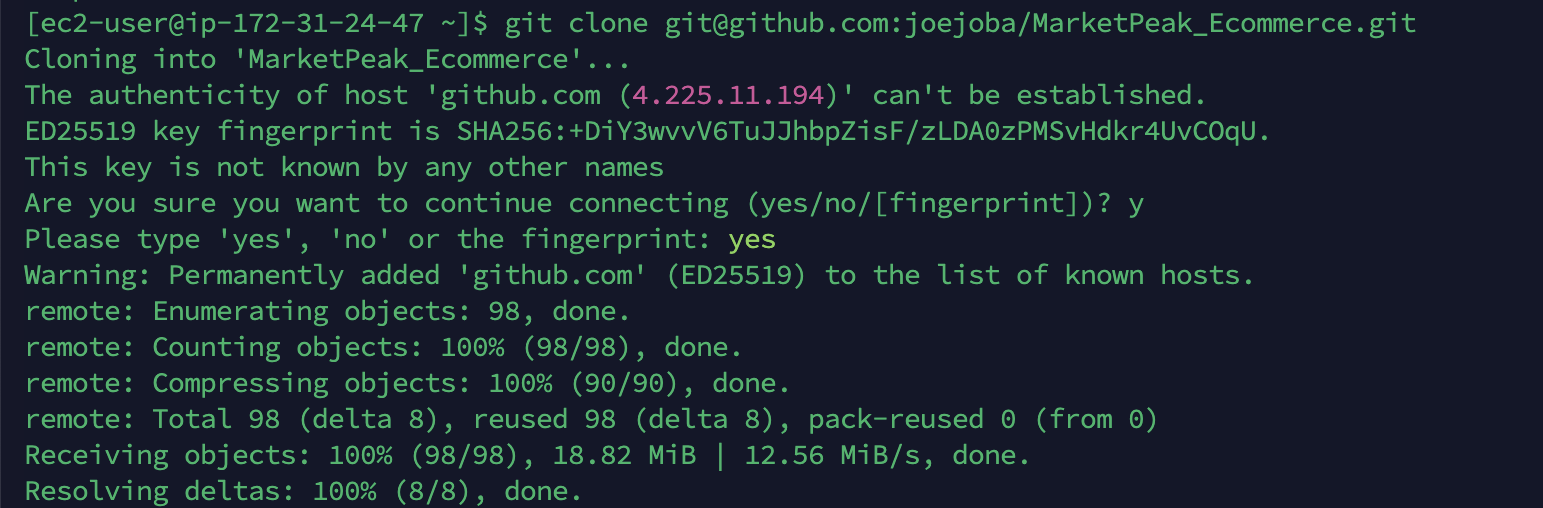 [ec2-user@ip-172-31-24-47 ~]$ git clone git@github.com:joejoba/MarketPeak_Ecommerce.git
Cloning into 'MarketPeak_Ecommerce'...
The authenticity of host 'github.com (4.225.11.194)' can't be established.
ED25519 key fingerprint is SHA256:+DiY3wvvV6TuJJhbpZisF/zLDA0zPMSvHdkr4UvCOqU.
This key is not known by any other names
Are you sure you want to continue connecting (yes/no/[fingerprint])? y
Please type 'yes', 'no' or the fingerprint: yes
Warning: Permanently added 'github.com' (ED25519) to the list of known hosts.
remote: Enumerating objects: 98, done.
remote: Counting objects: 100% (98/98), done.
remote: Compressing objects: 100% (90/90), done.
remote: Total 98 (delta 8), reused 98 (delta 8), pack-reused 0 (from 0)
Receiving objects: 100% (98/98), 18.82 MiB | 12.56 MiB/s, done.
Resolving deltas: 100% (8/8), done.